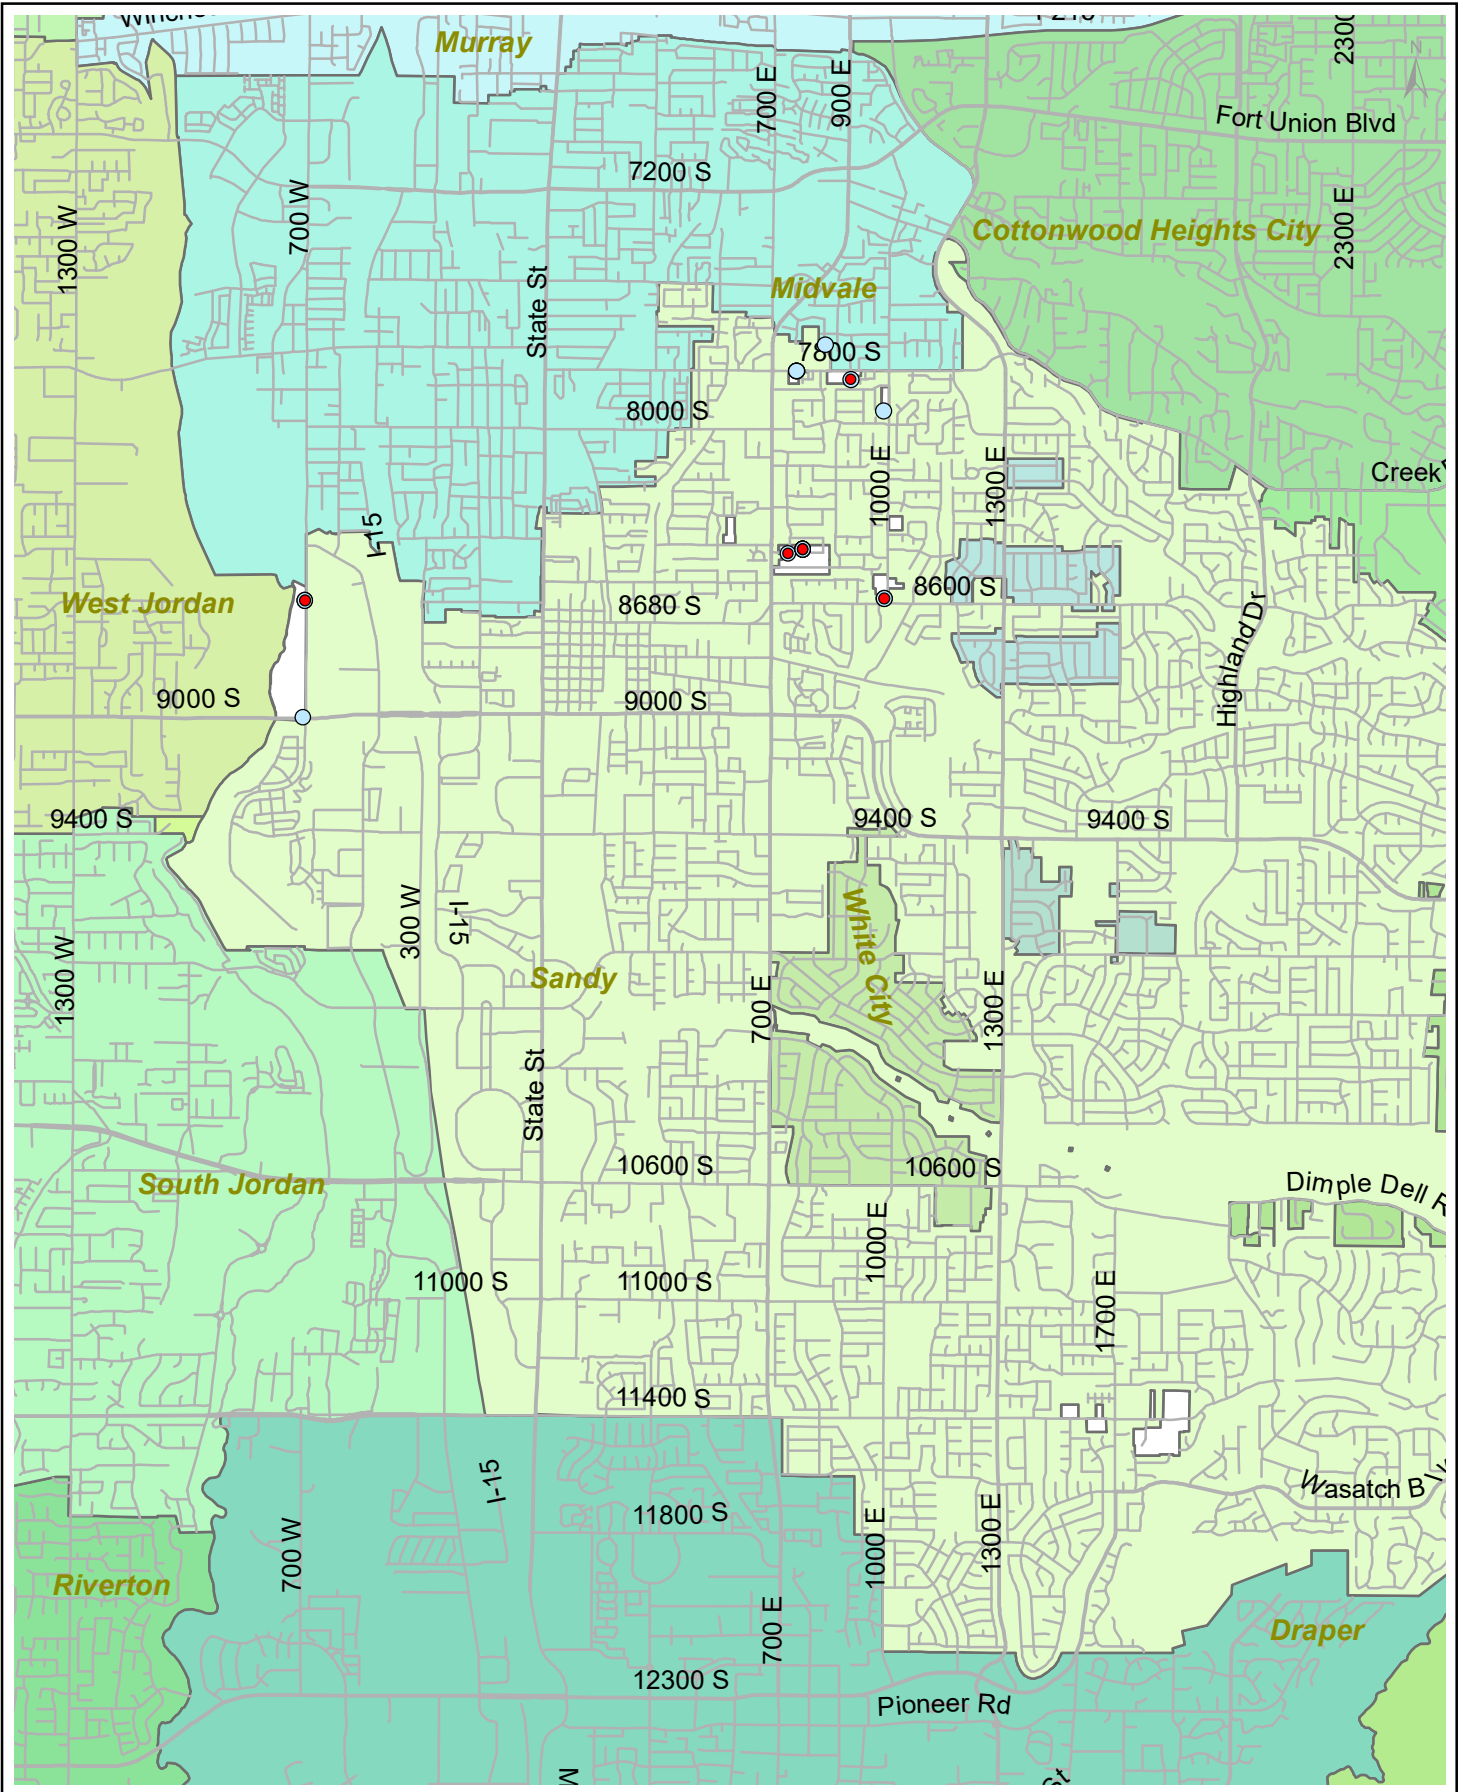 Murray
2300
700 E
900 E
Fort Union Blvd
N
7200 S
1300 W
700 W
2300 E
Cottonwood Heights City
Midvale
State St
7800 S
8000 S
1000 E
1300 E
Creek
I-15
West Jordan
8680 S
8600 S
Highland Dr
9000 S
9000 S
9400 S
9400 S
9400 S
300 W
I-15
White City
1300 W
Sandy
700 E
1300 E
State St
South Jordan
10600 S
10600 S
Dimple Dell R
1000 E
11000 S
11000 S
1700 E
11400 S
I-15
Wasatch Blv
11800 S
700 W
1000 E
1300 E
Riverton
700 E
Draper
12300 S
Pioneer Rd
M
St